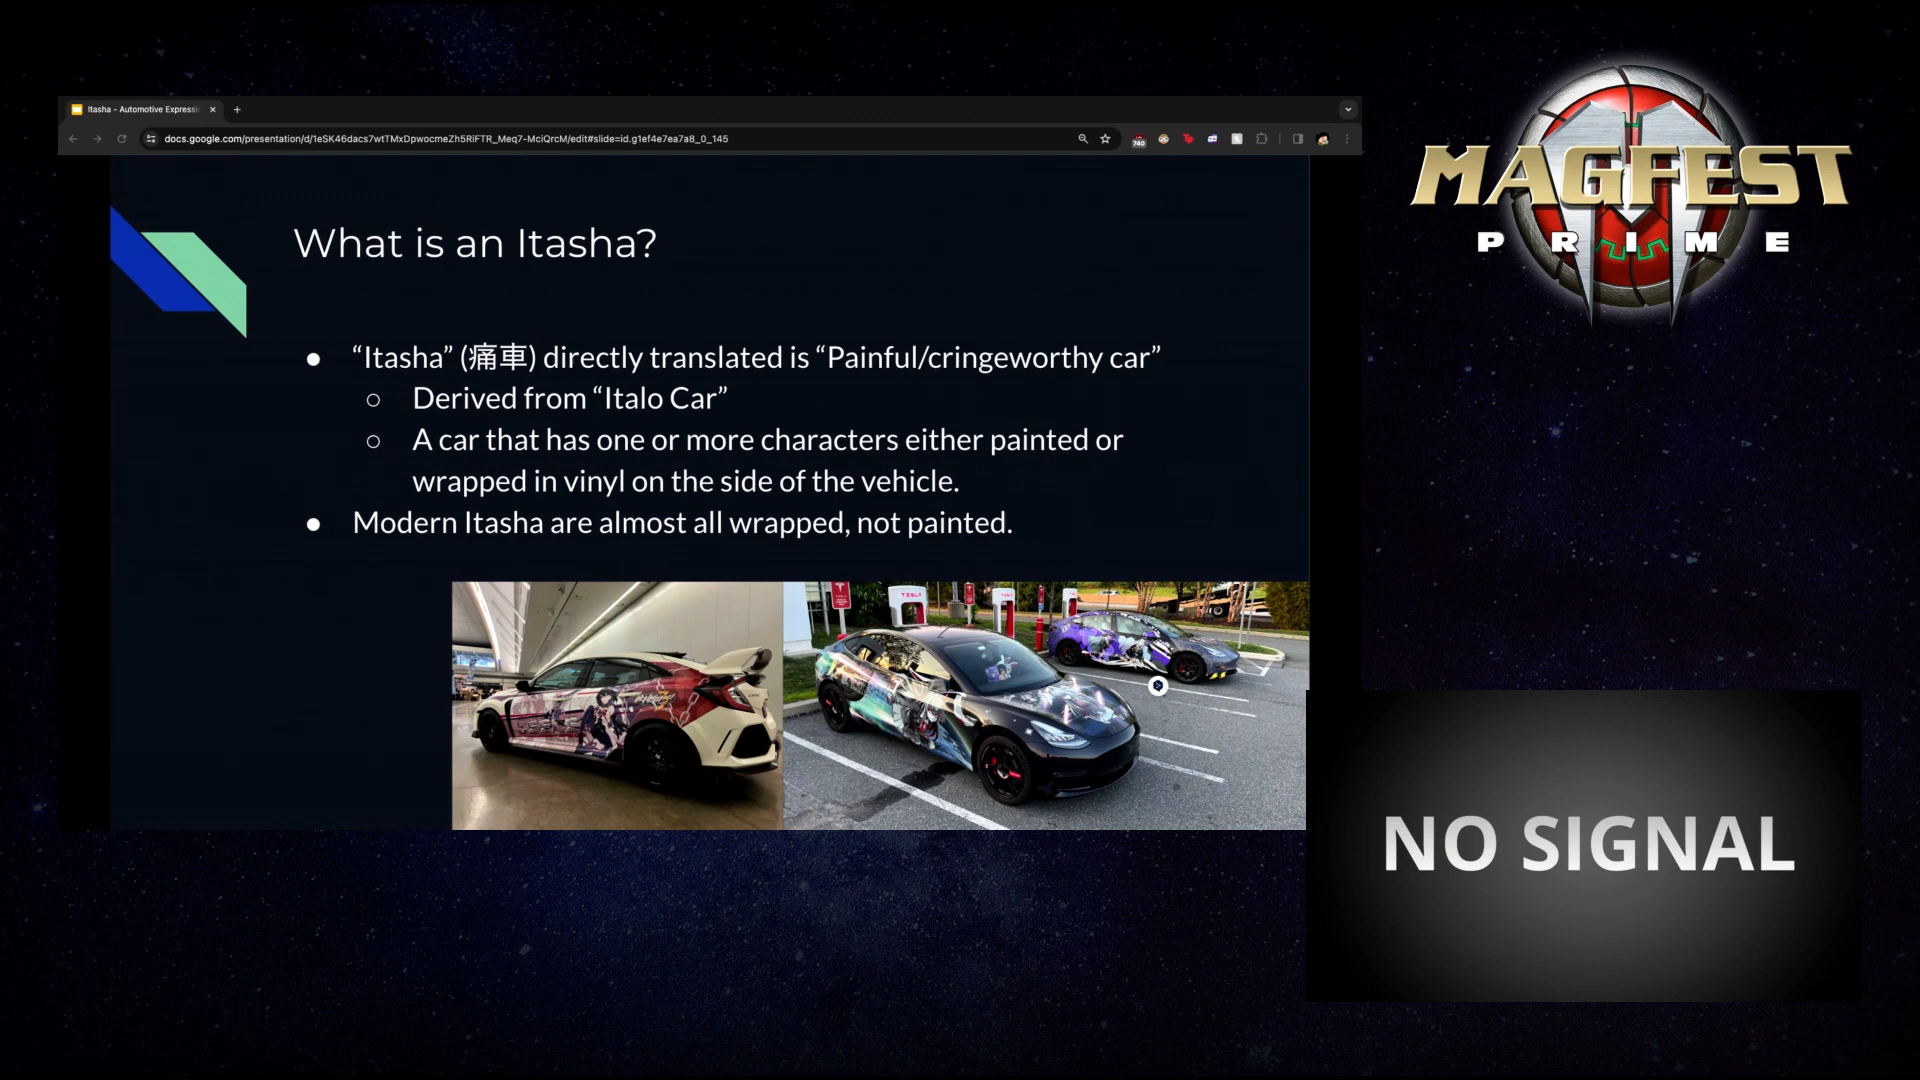 Itasha - Automotive Expressi
docs.google.com/presentation/d/1eSK46dacs7wtTMxDpwocmeZh5RiFTR_Meq7-MciQrcM/edit#slide=id.g1ef4e7ea7a8_0_145
740
MAGFEST
PRIME
What is an Itasha?
“Itasha” (痛車) directly translated is “Painful/cringeworthy car”
Derived from “Italo Car”
A car that has one or more characters either painted or
wrapped in vinyl on the side of the vehicle.
Modern Itasha are almost all wrapped, not painted.
TESLA
NO SIGNAL